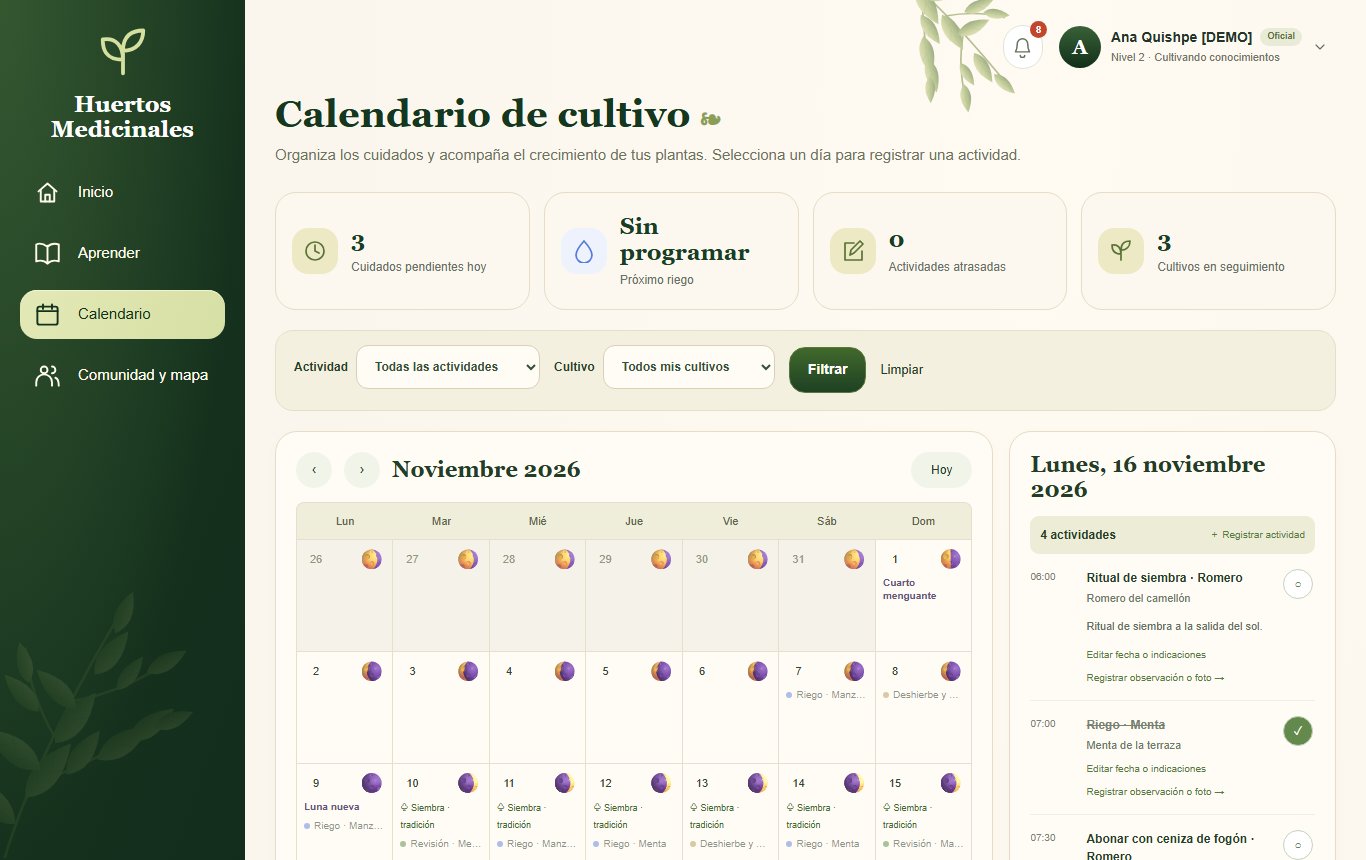 Huertos
Medicinales
Inicio
Aprender
Calendario
Comunidad y mapa
8
A
Ana Quishpe [DEMO]
Oficial
Nivel 2 · Cultivando conocimientos
Calendario de cultivo
Organiza los cuidados y acompaña el crecimiento de tus plantas. Selecciona un día para registrar una actividad.
3
Cuidados pendientes hoy
Sin
programar
Próximo riego
0
Actividades atrasadas
3
Cultivos en seguimiento
Actividad
Todas las actividades
Cultivo
Todos mis cultivos
Filtrar
Limpiar
‹ › Noviembre 2026
Hoy
Lun Mar Mié Jue Vie Sáb Dom
26 27 28 29 30 31 1
Cuarto
menguante
2 3 4 5 6 7 8
Riego · Manz... Deshierbe y ...
9 10 11 12 13 14 15
Luna nueva
Riego · Manz...
Siembra ·
tradición
Revisión · Me...
Siembra ·
tradición
Riego · Manz...
Siembra ·
tradición
Riego · Menta
Siembra ·
tradición
Deshierbe y ...
Siembra ·
tradición
Riego · Menta
Siembra ·
tradición
Revisión · Ma...
Lunes, 16 noviembre
2026
4 actividades
+ Registrar actividad
06:00
Ritual de siembra · Romero
Romero del camellón
Ritual de siembra a la salida del sol.
Editar fecha o indicaciones
Registrar observación o foto →
07:00
Riego · Menta
✓
Menta de la terraza
Editar fecha o indicaciones
Registrar observación o foto →
07:30
Abonar con ceniza de fogón ·
Romero